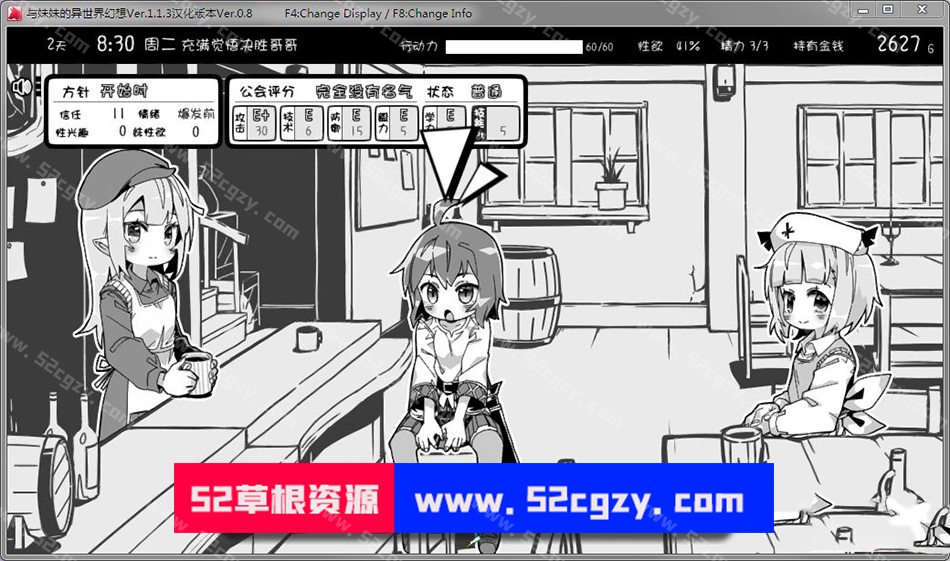 与妹妹的异世界幻想Ver.1.1.3汉化版本Ver.0.8 F4:Change Display / F8:Change Info
2天 8:30 周二 充满觉悟决胜哥哥 行动力 60/60 性欲 41% 精力 3/3 持有金钱 2627 G
方针 开始时
信任 11 情绪 爆发前
性兴趣 0 妹性欲 0
公会评分 完全没有名气 状态 普通
攻击 E+ 30 技术 E 6 防御 E 15 E 5 学力 E 5
52草根资源 www.52cgzy.com
www.52cgzy.com